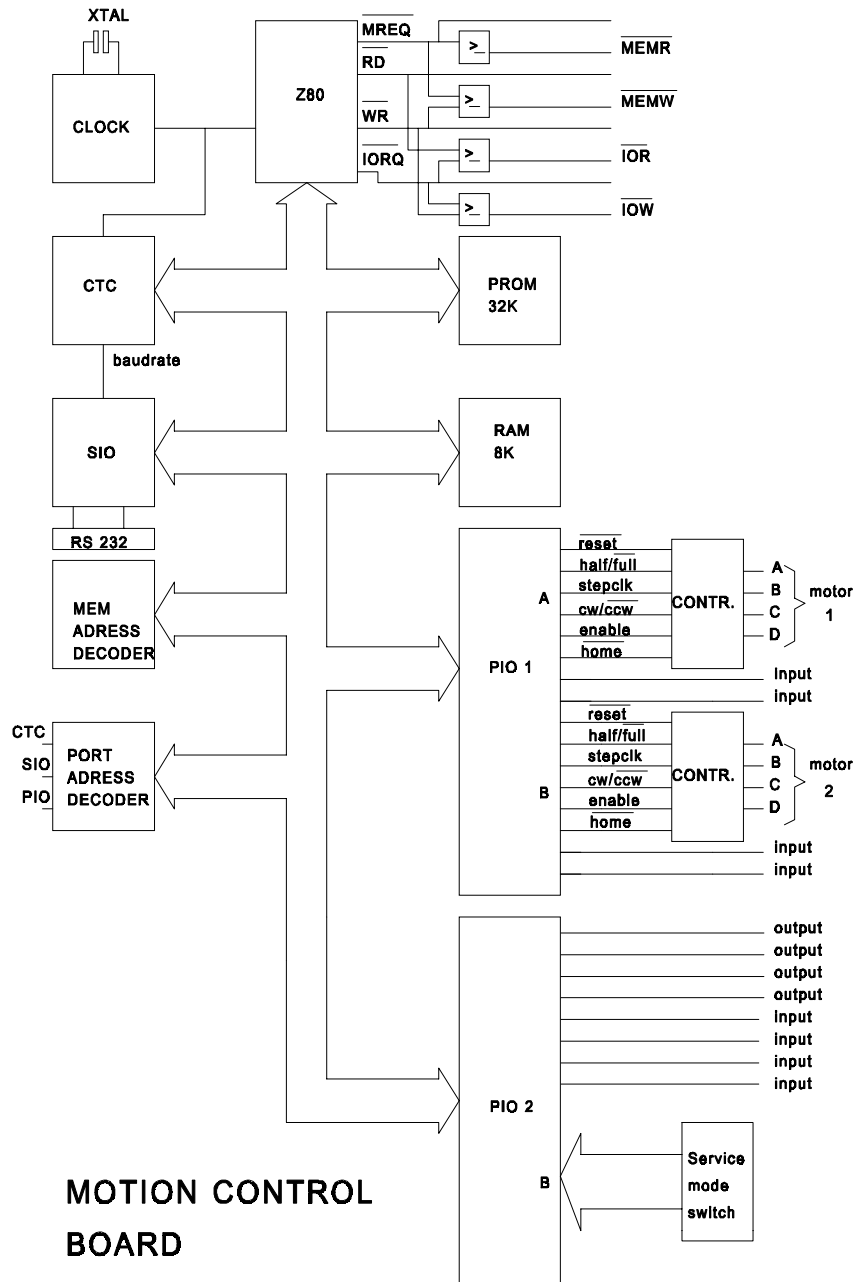 XTAL
CLOCK
Z80
MREQ
RD
WR
IORQ
>_
MEMR
>_
MEMW
>_
IOR
>_
IOW
CTC
PROM
32K
baudrate
SIO
RAM
8K
RS 232
MEM
ADRESS
DECODER
CTC
SIO
PIO
PORT
ADRESS
DECODER
PIO 1
A
reset
half/full
stepclk
cw/ccw
enable
home
CONTR.
A
B
C
D
motor
1
input
input
B
reset
half/full
stepclk
cw/ccw
enable
home
CONTR.
A
B
C
D
motor
2
input
input
PIO 2
output
output
output
output
input
input
input
input
B
Service
mode
switch
MOTION CONTROL
BOARD